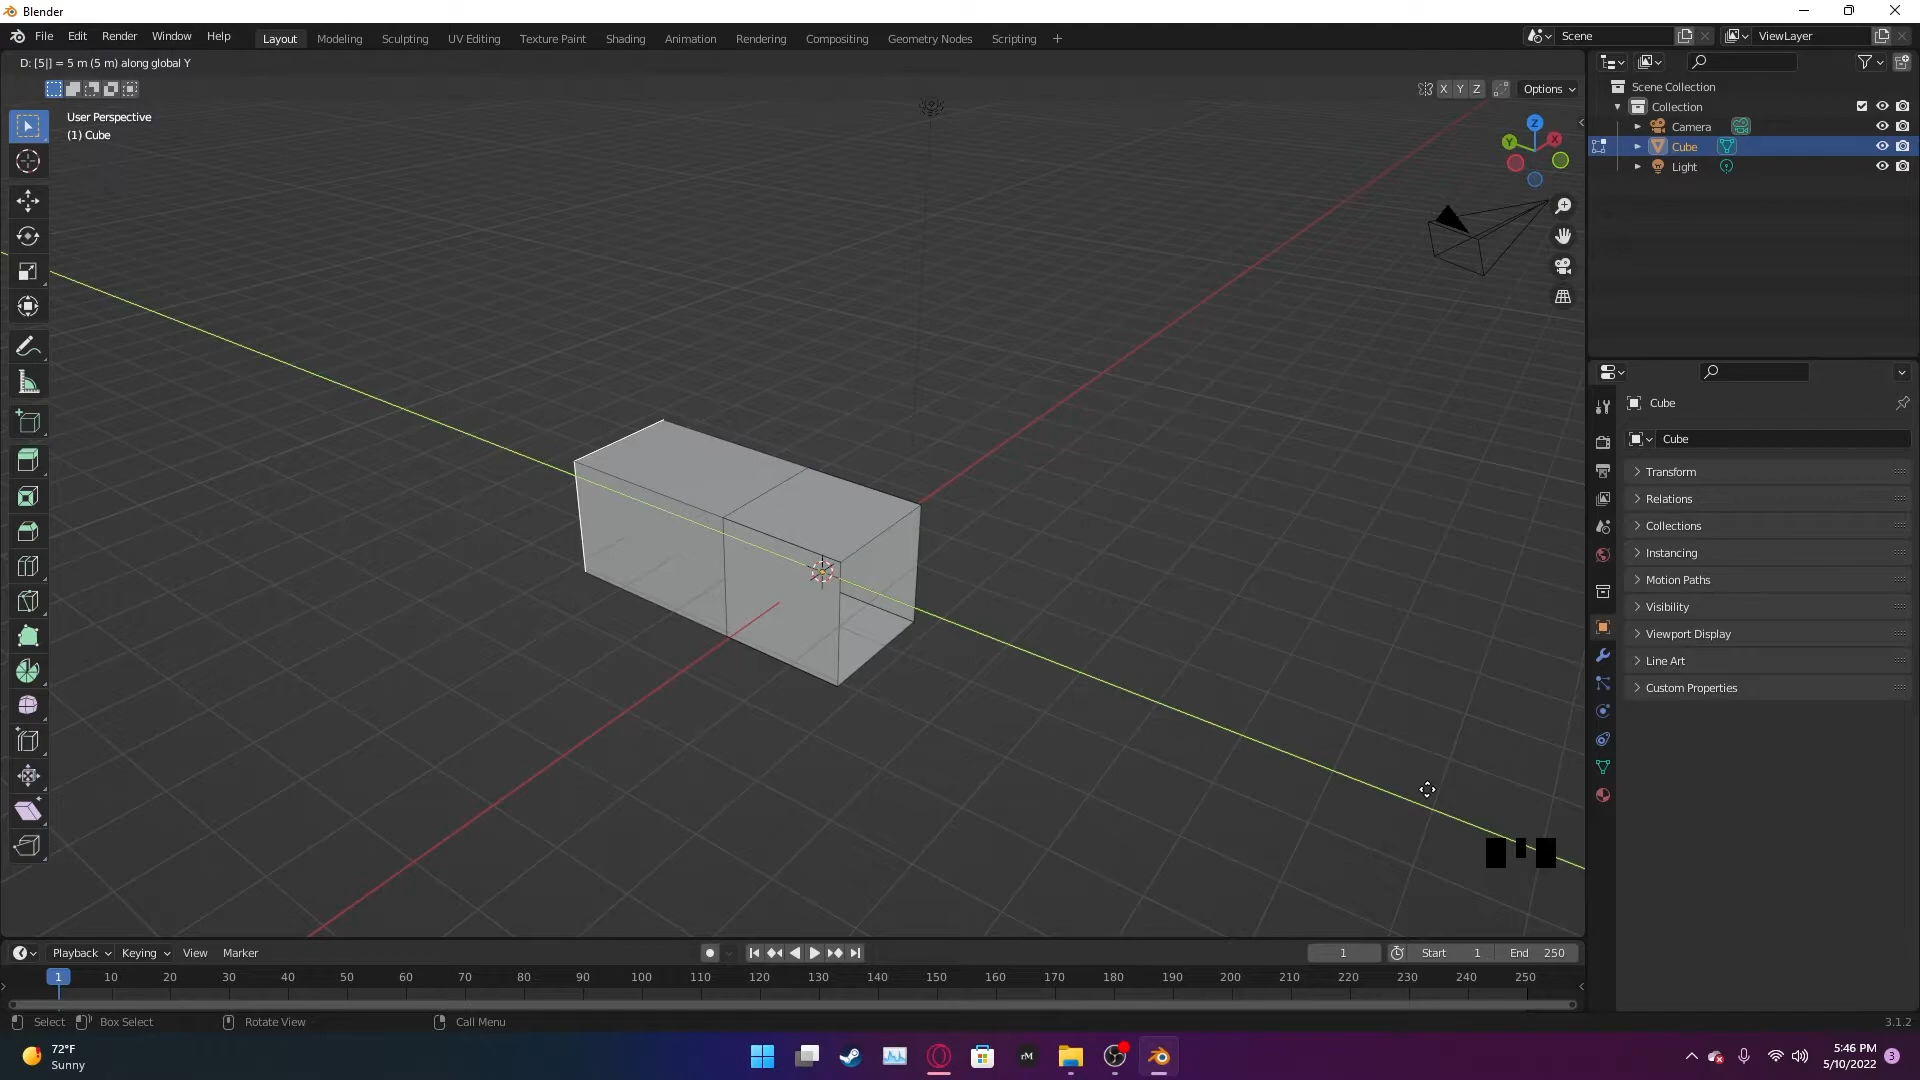 Blender
File Edit Render Window Help
Layout Modeling Sculpting UV Editing Texture Paint Shading Animation Rendering Compositing Geometry Nodes Scripting +
Scene
ViewLayer
D: [5|] = 5 m (5 m) along global Y
X Y Z
Options
User Perspective
(1) Cube
Z
Y
X
Scene Collection
Collection
Camera
Cube
Light
Cube
Cube
Transform
Relations
Collections
Instancing
Motion Paths
Visibility
Viewport Display
Line Art
Custom Properties
Playback Keying View Marker
1
Start 1
End 250
1 10 20 30 40 50 60 70 80 90 100 110 120 130 140 150 160 170 180 190 200 210 220 230 240 250
Select Box Select Rotate View Call Menu
3.1.2
72°F
Sunny
rM
5:46 PM
5/10/2022
3